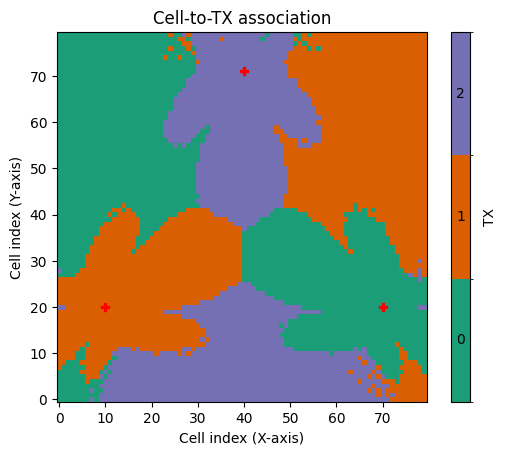 Cell-to-TX association
Cell index (Y-axis)
70
60
50
40
30
20
10
0
0 10 20 30 40 50 60 70
Cell index (X-axis)
2
1
0
TX